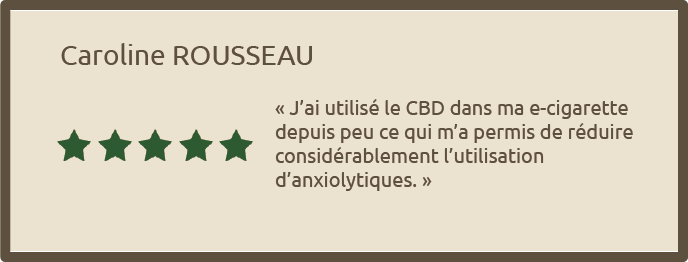 Caroline ROUSSEAU
« J’ai utilisé le CBD dans ma e-cigarette
depuis peu ce qui m’a permis de réduire
considérablement l’utilisation
d’anxiolytiques. »